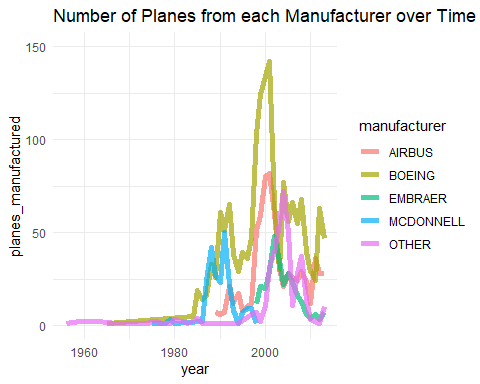 Number of Planes from each Manufacturer over Time
150
100
50
0
planes_manufactured
1960
1980
2000
year
manufacturer
AIRBUS
BOEING
EMBRAER
MCDONNELL
OTHER